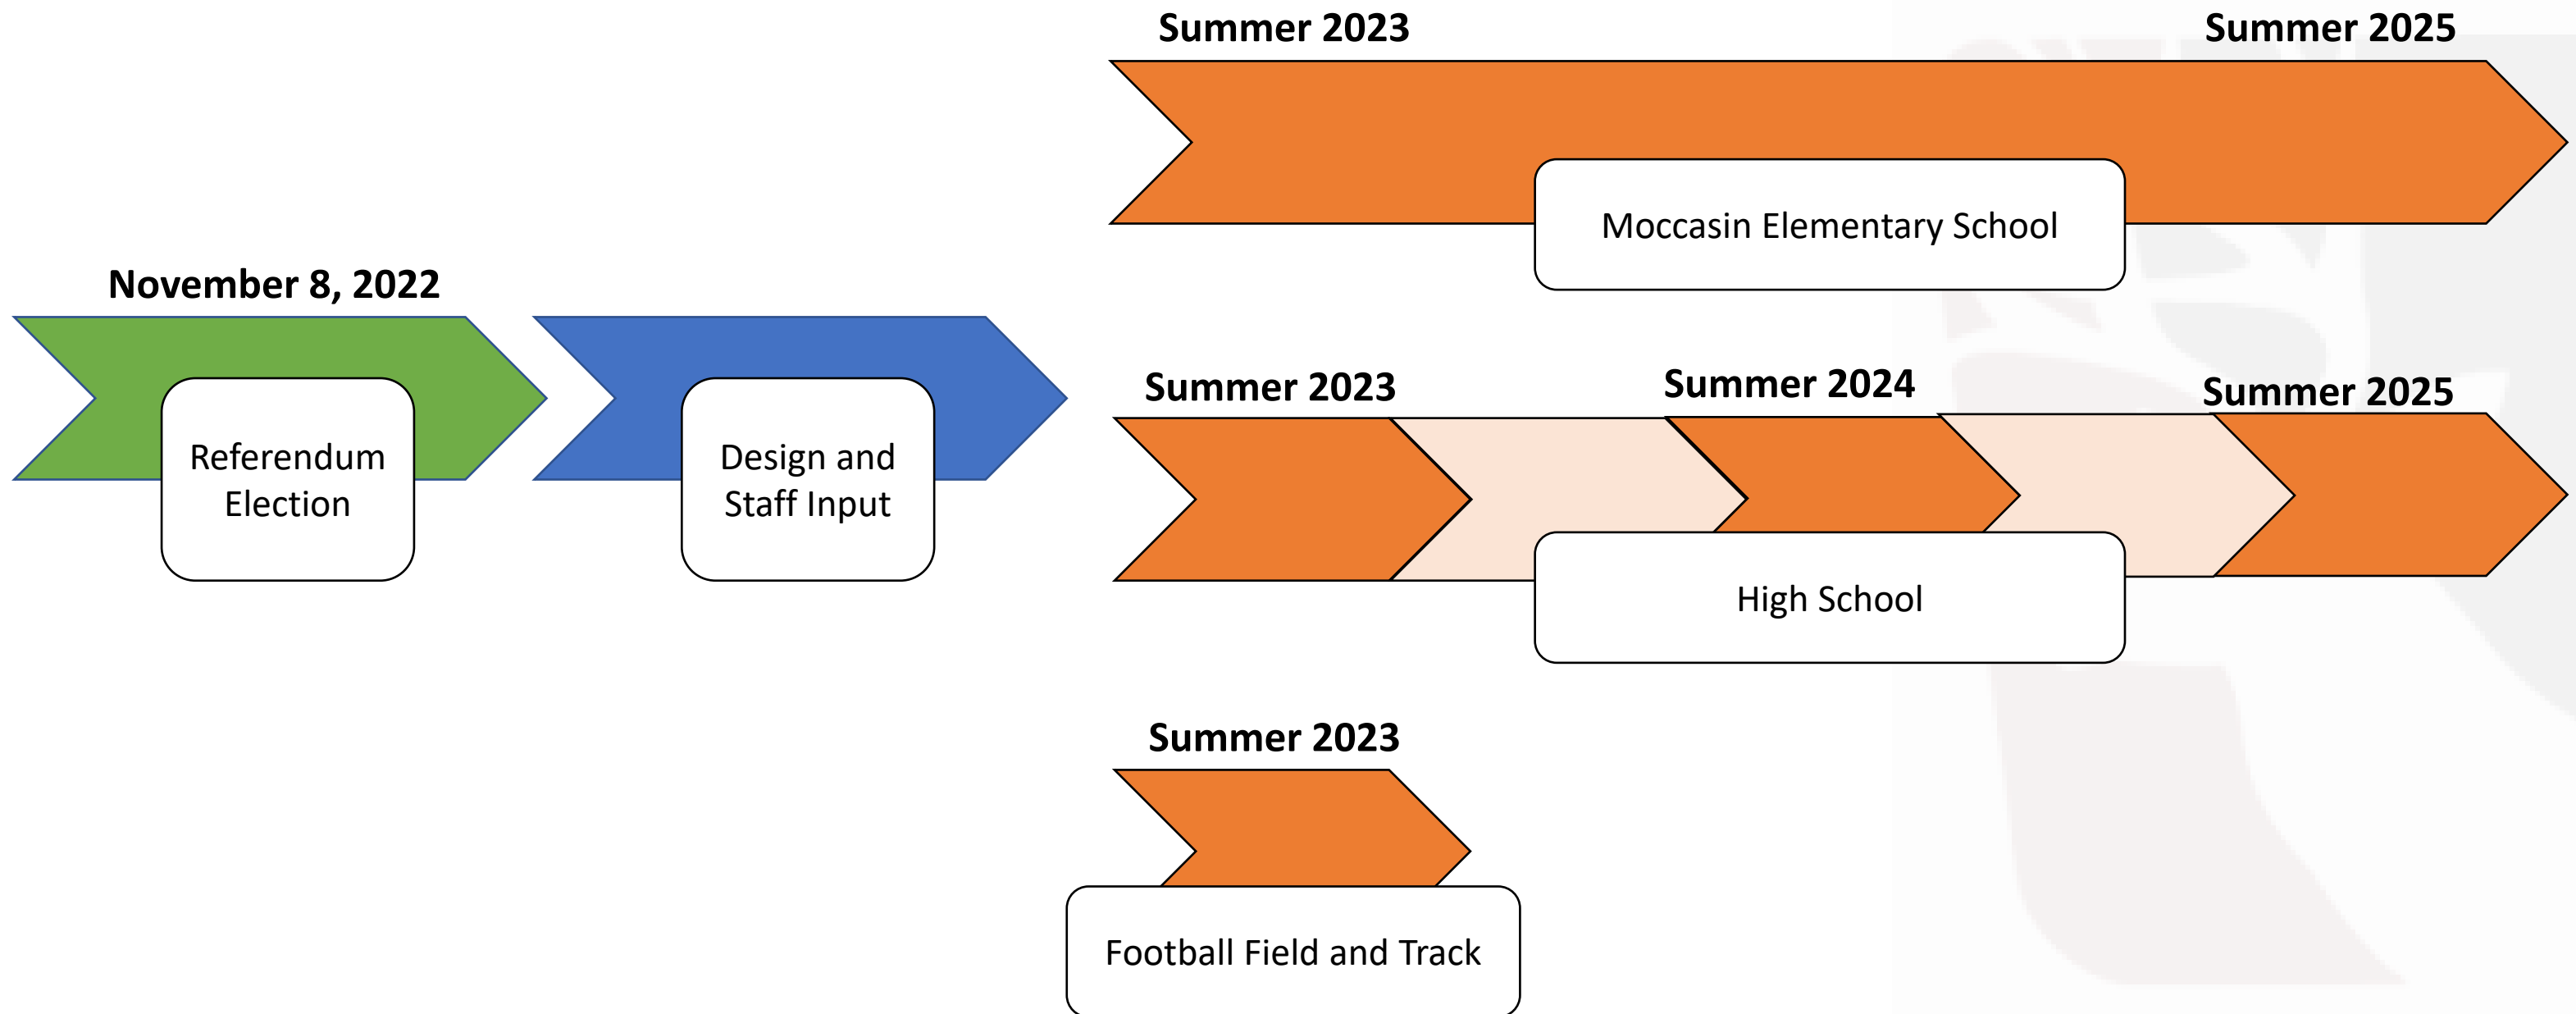 Summer 2023
Summer 2025
Moccasin Elementary School
November 8, 2022
Referendum
Election
Design and
Staff Input
Summer 2023
Summer 2024
Summer 2025
High School
Summer 2023
Football Field and Track